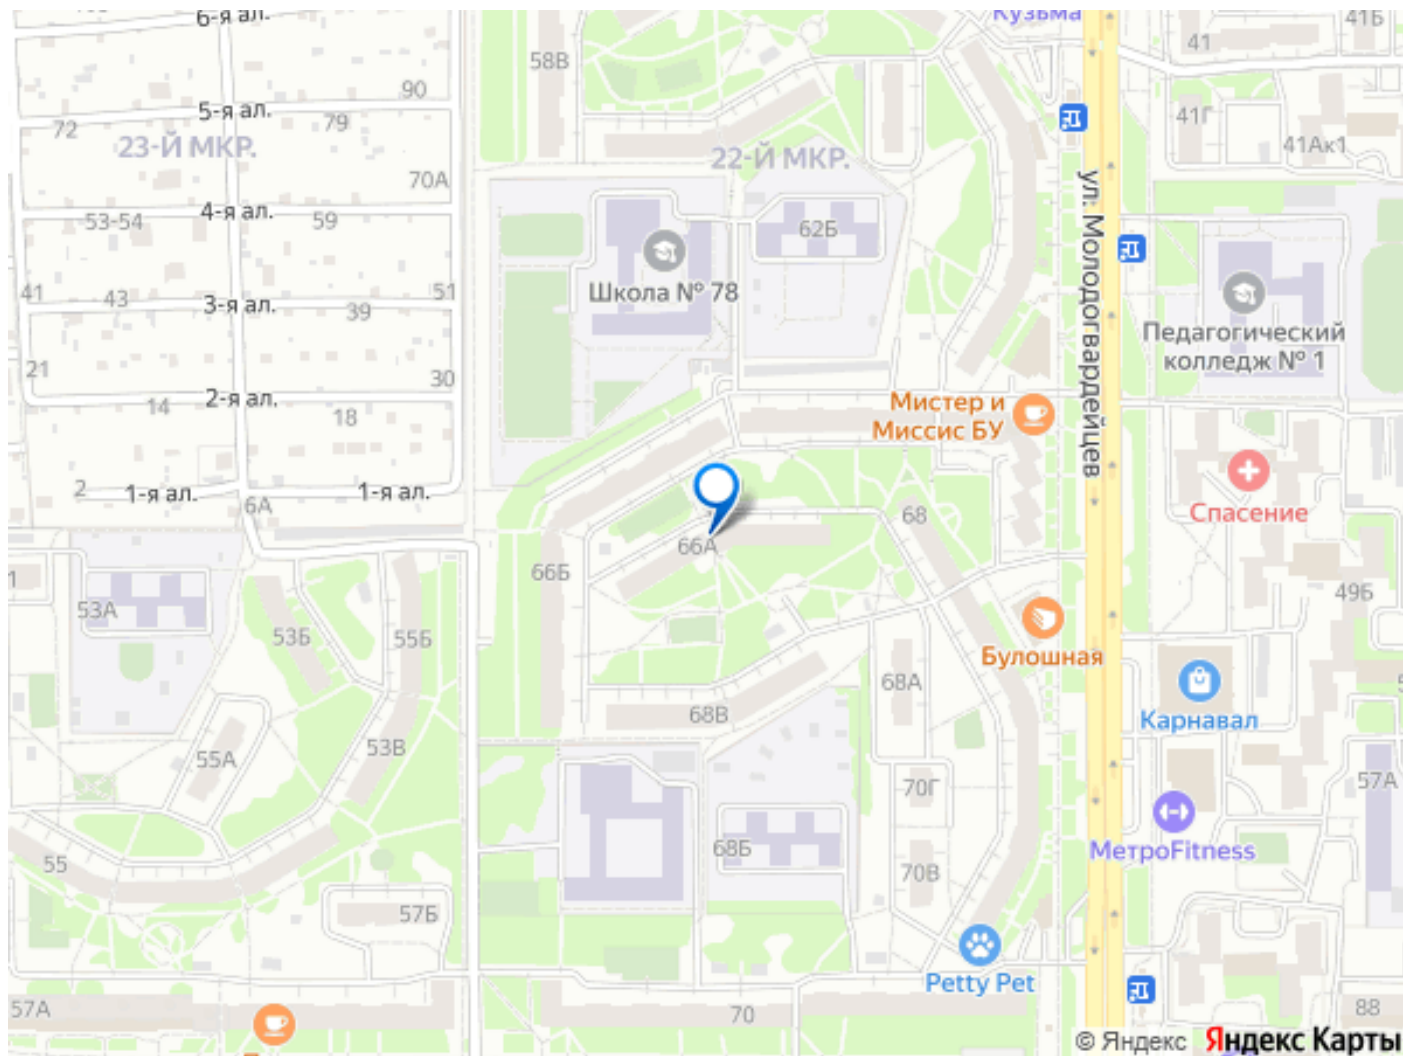 6-я ал.
Кузьма
41Б
41
58В
90
5-я ал.
79
72
41Г
23-Й МКР.
22-Й МКР.
41Ак1
70А
4-я ал.
53-54
59
62Б
ул. Молодогвардейцев
Школа № 78
41
43
3-я ал.
51
39
Педагогический
колледж № 1
21
30
2-я ал.
14
18
Мистер и
Миссис БУ
2
1-я ал.
1-я ал.
6А
68
Спасение
66А
66Б
1
53А
53Б
55Б
49Б
Булошная
68А
68В
Карнавал
53В
55А
70Г
57А
68Б
МетроFitness
55
70В
57Б
Petty Pet
57А
70
88
© Яндекс Яндекс Карты